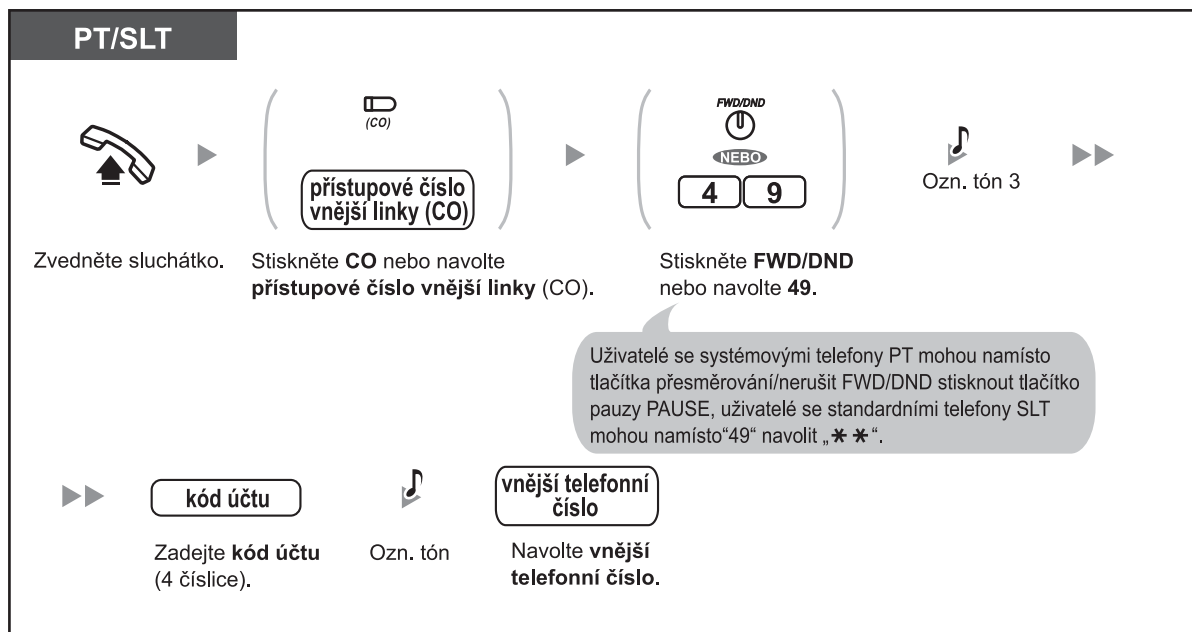 PT/SLT
(CO)
přístupové číslo
vnější linky (CO)
FWD/DND
NEBO
4 9
Ozn. tón 3
Zvedněte sluchátko.
Stiskněte CO nebo navolte
přístupové číslo vnější linky (CO).
Stiskněte FWD/DND
nebo navolte 49.
Uživatelé se systémovými telefony PT mohou namísto
tlačítka přesměrování/nerušit FWD/DND stisknout tlačítko
pauzy PAUSE, uživatelé se standardními telefony SLT
mohou namísto“49“ navolit „✱✱“.
kód účtu
vnější telefonní
číslo
Zadejte kód účtu
(4 číslice).
Ozn. tón
Navolte vnější
telefonní číslo.